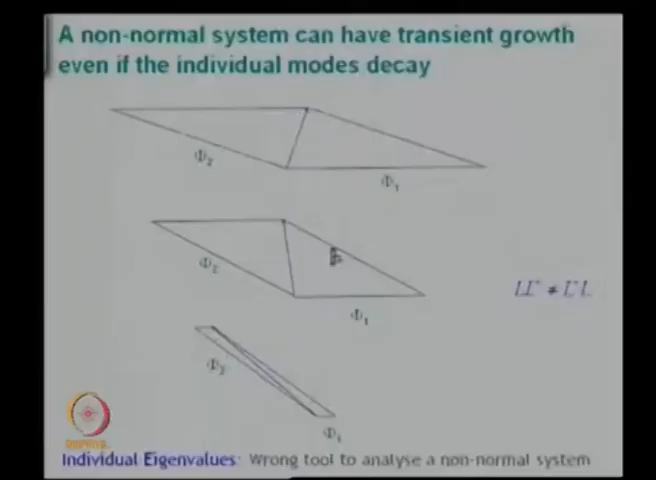 A non-normal system can have transient growth
even if the individual modes decay
Φ₂
Φ₁
Φ₂
Φ₁
Φ₂
Φ₁
Individual Eigenvalues: Wrong tool to analyse a non-normal system